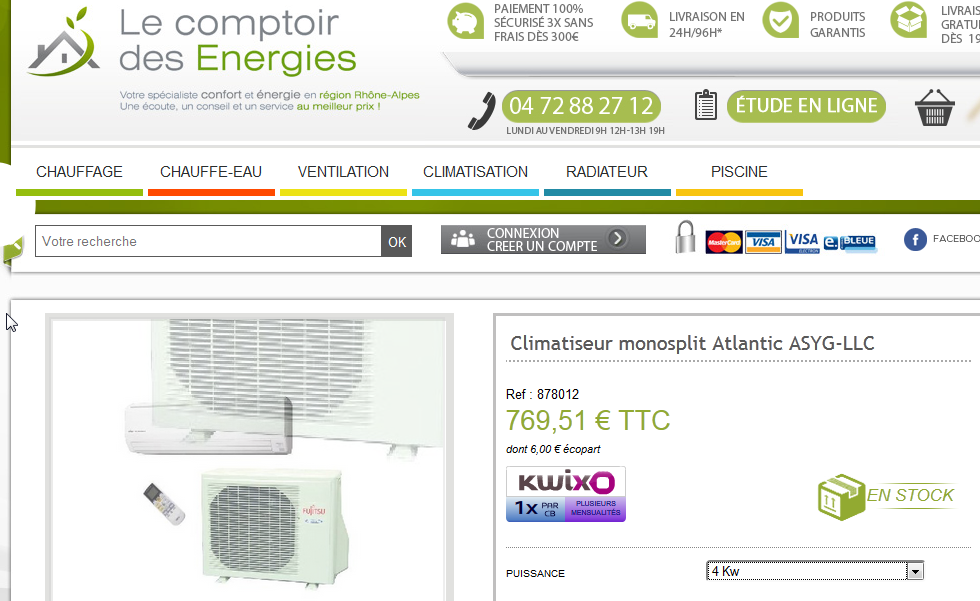 Le comptoir
des Energies
Votre spécialiste confort et énergie en région Rhône-Alpes
Une écoute, un conseil et un service au meilleur prix !
PAIEMENT 100%
SÉCURISÉ 3X SANS
FRAIS DÈS 300€
LIVRAISON EN
24H/96H*
PRODUITS
GARANTIS
LIVRAIS
GRATU
DÈS 19
04 72 88 27 12
LUNDI AU VENDREDI 9H 12H-13H 19H
ÉTUDE EN LIGNE
CHAUFFAGE CHAUFFE-EAU VENTILATION CLIMATISATION RADIATEUR PISCINE
Votre recherche OK
CONNEXION
CREER UN COMPTE
MasterCard VISA VISA e. BLEUE
f FACEBOO
Climatiseur monosplit Atlantic ASYG-LLC
Ref : 878012
769,51 € TTC
dont 6,00 € écopart
KWIXO
1x PAR CB PLUSIEURS MENSUALITÉS
EN STOCK
FUJITSU
PUISSANCE 4 Kw